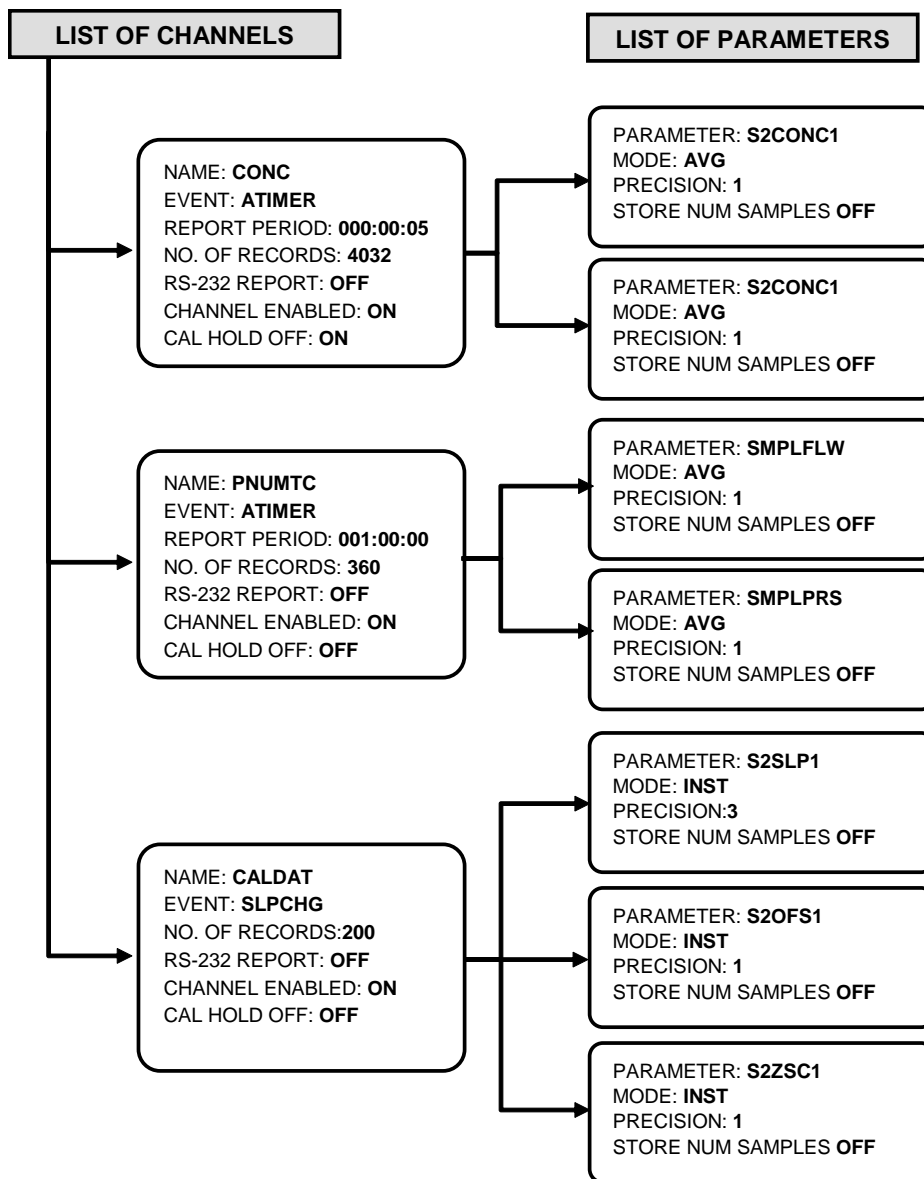 LIST OF CHANNELS
LIST OF PARAMETERS
NAME: CONC
EVENT: ATIMER
REPORT PERIOD: 000:00:05
NO. OF RECORDS: 4032
RS-232 REPORT: OFF
CHANNEL ENABLED: ON
CAL HOLD OFF: ON
PARAMETER: S2CONC1
MODE: AVG
PRECISION: 1
STORE NUM SAMPLES OFF
PARAMETER: S2CONC1
MODE: AVG
PRECISION: 1
STORE NUM SAMPLES OFF
NAME: PNUMTC
EVENT: ATIMER
REPORT PERIOD: 001:00:00
NO. OF RECORDS: 360
RS-232 REPORT: OFF
CHANNEL ENABLED: ON
CAL HOLD OFF: OFF
PARAMETER: SMPLFLW
MODE: AVG
PRECISION: 1
STORE NUM SAMPLES OFF
PARAMETER: SMPLPRS
MODE: AVG
PRECISION: 1
STORE NUM SAMPLES OFF
NAME: CALDAT
EVENT: SLPCHG
NO. OF RECORDS:200
RS-232 REPORT: OFF
CHANNEL ENABLED: ON
CAL HOLD OFF: OFF
PARAMETER: S2SLP1
MODE: INST
PRECISION:3
STORE NUM SAMPLES OFF
PARAMETER: S2OFS1
MODE: INST
PRECISION: 1
STORE NUM SAMPLES OFF
PARAMETER: S2ZSC1
MODE: INST
PRECISION: 1
STORE NUM SAMPLES OFF